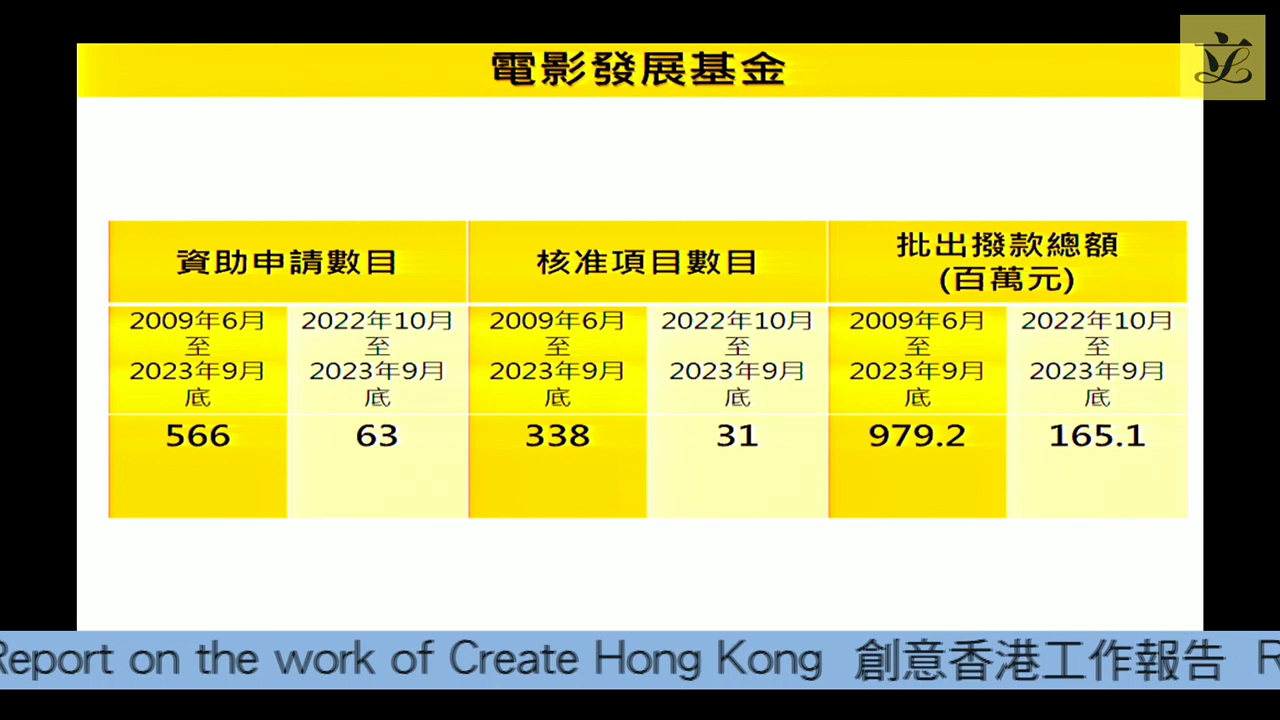 電影發展基金
資助申請數目
核准項目數目
批出撥款總額
(百萬元)
2009年6月
至
2023年9月
底
2022年10月
至
2023年9月
底
2009年6月
至
2023年9月
底
2022年10月
至
2023年9月
底
2009年6月
至
2023年9月
底
2022年10月
至
2023年9月
底
566
63
338
31
979.2
165.1
Report on the work of Create Hong Kong 創意香港工作報告 R